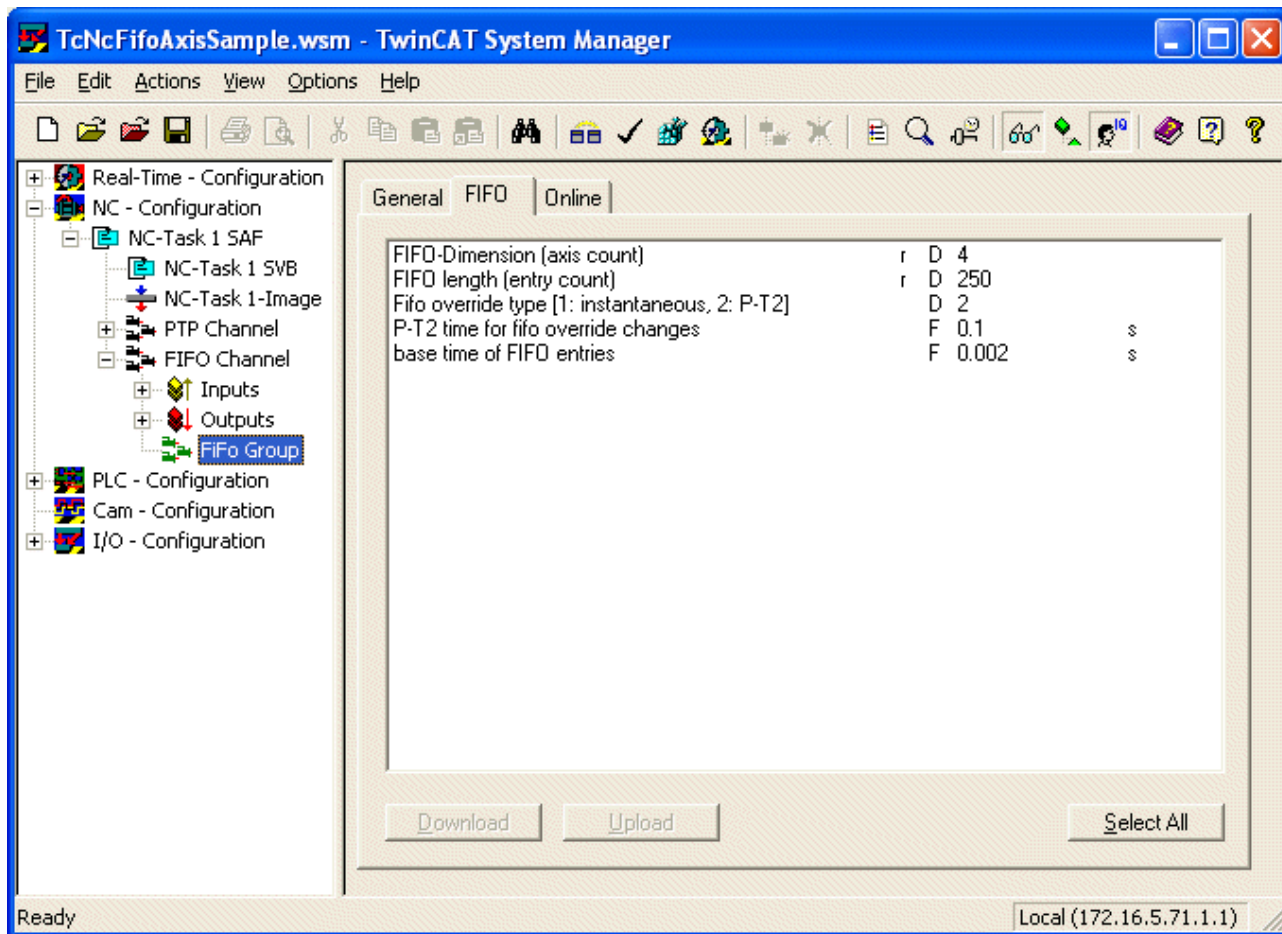 TcNcFifoAxisSample.wsm - TwinCAT System Manager
File Edit Actions View Options Help
Real-Time - Configuration
NC - Configuration
NC-Task 1 SAF
NC-Task 1 SVB
NC-Task 1-Image
PTP Channel
FIFO Channel
Inputs
Outputs
FiFo Group
PLC - Configuration
Cam - Configuration
I/O - Configuration
General FIFO Online
FIFO-Dimension (axis count) r D 4
FIFO length (entry count) r D 250
Fifo override type [1: instantaneous, 2: P-T2] D 2
P-T2 time for fifo override changes F 0.1 s
base time of FIFO entries F 0.002 s
Download Upload Select All
Ready Local (172.16.5.71.1.1)